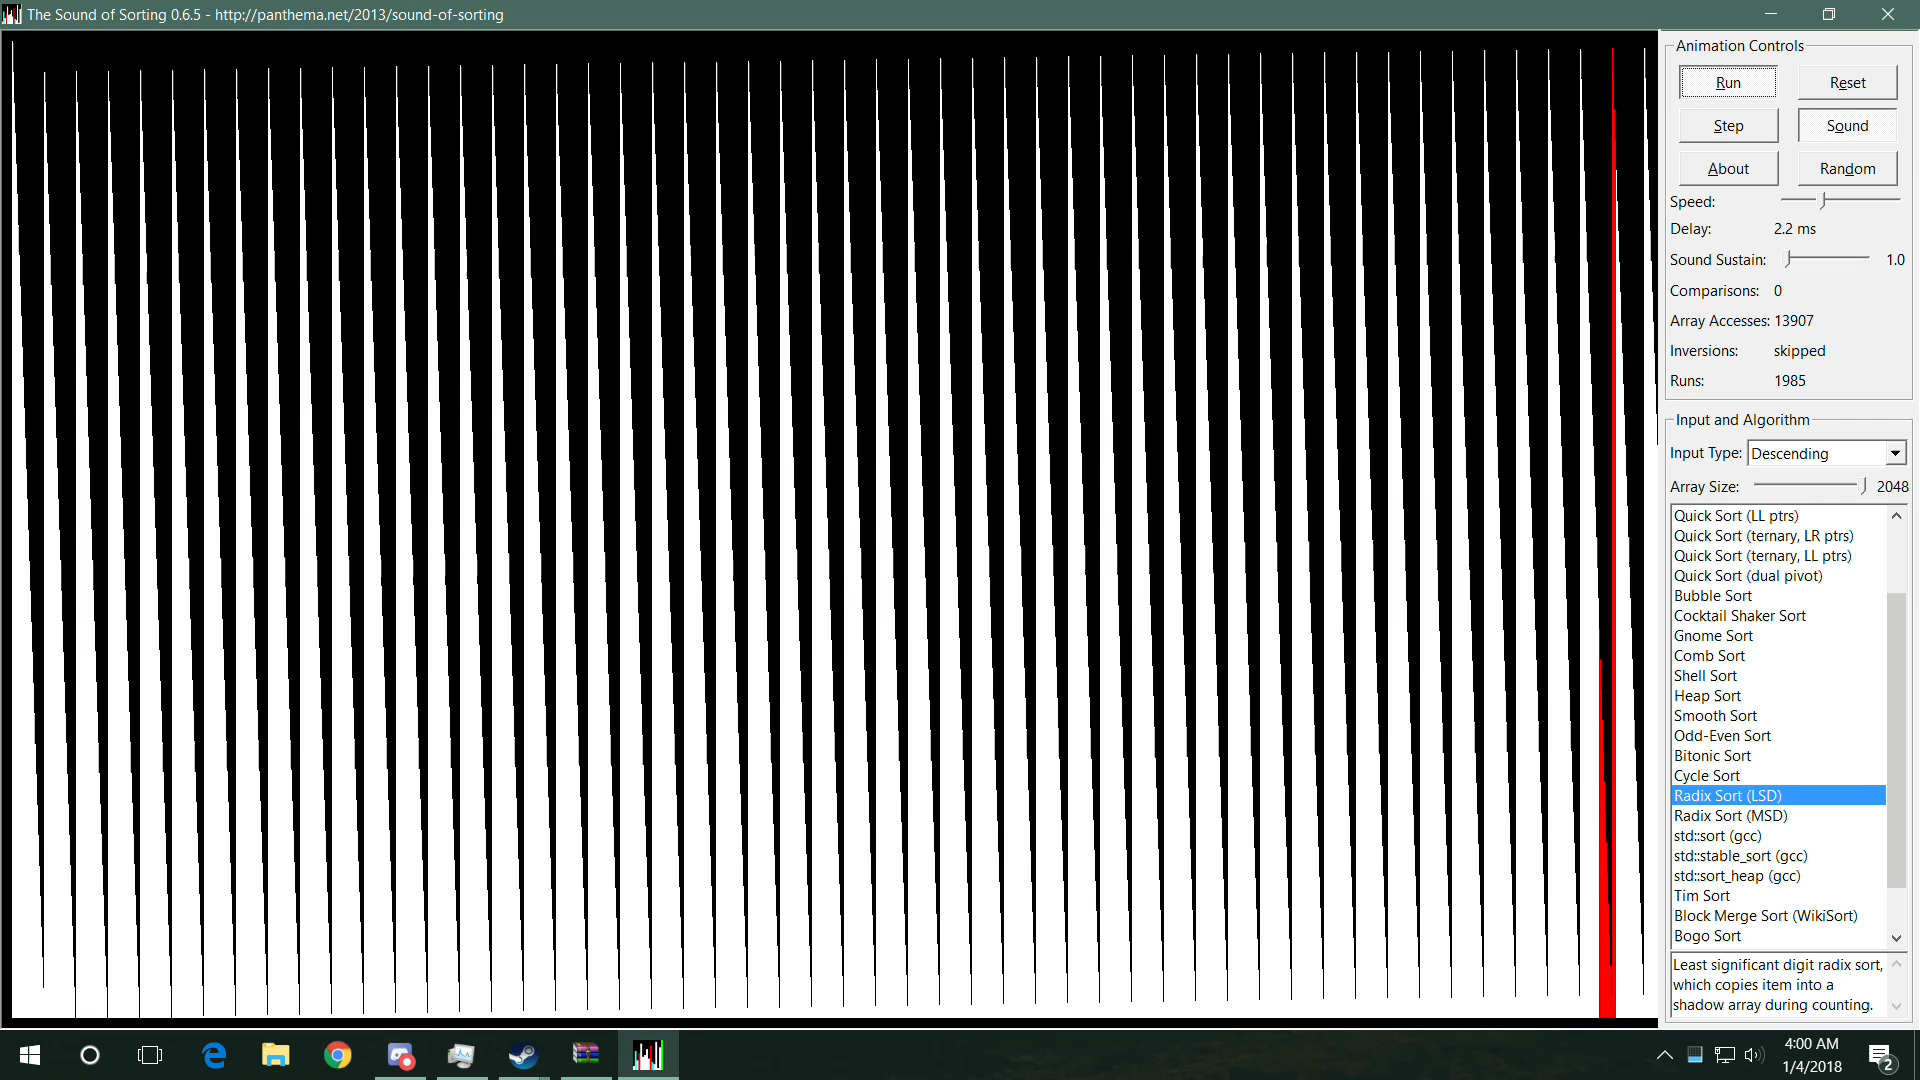 The Sound of Sorting 0.6.5 - http://panthema.net/2013/sound-of-sorting
Animation Controls
Run Reset
Step Sound
About Random
Speed:
Delay: 2.2 ms
Sound Sustain: 1.0
Comparisons: 0
Array Accesses: 13907
Inversions: skipped
Runs: 1985
Input and Algorithm
Input Type: Descending
Array Size: 2048
Quick Sort (LL ptrs)
Quick Sort (ternary, LR ptrs)
Quick Sort (ternary, LL ptrs)
Quick Sort (dual pivot)
Bubble Sort
Cocktail Shaker Sort
Gnome Sort
Comb Sort
Shell Sort
Heap Sort
Smooth Sort
Odd-Even Sort
Bitonic Sort
Cycle Sort
Radix Sort (LSD)
Radix Sort (MSD)
std::sort (gcc)
std::stable_sort (gcc)
std::sort_heap (gcc)
Tim Sort
Block Merge Sort (WikiSort)
Bogo Sort
Least significant digit radix sort,
which copies item into a
shadow array during counting.
4:00 AM
1/4/2018
2